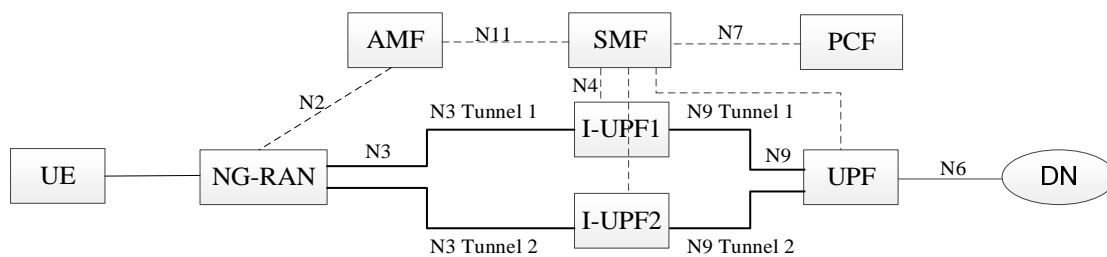 AMF
N11
SMF
N7
PCF
N2
N4
N3 Tunnel 1
I-UPF1
N9 Tunnel 1
UE
NG-RAN
N3
N9
UPF
N6
DN
I-UPF2
N3 Tunnel 2
N9 Tunnel 2